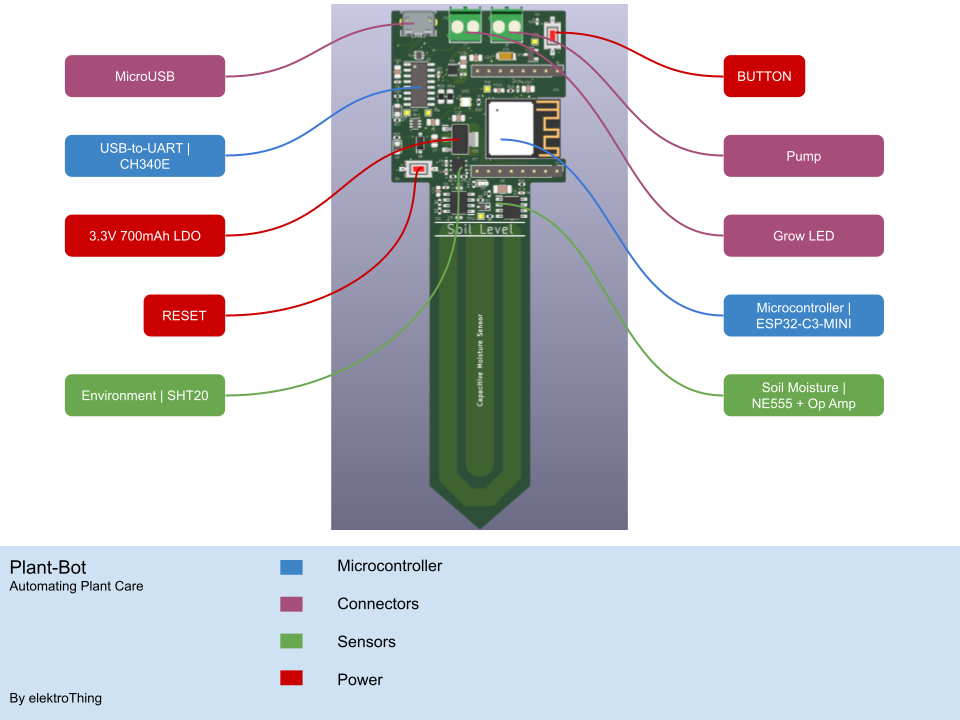 MicroUSB
USB-to-UART |
CH340E
3.3V 700mAh LDO
RESET
Environment | SHT20
BUTTON
Pump
Grow LED
Microcontroller |
ESP32-C3-MINI
Soil Moisture |
NE555 + Op Amp
Soil Level
Capacitive Moisture Sensor
Plant-Bot
Automating Plant Care
By elektroThing
Microcontroller
Connectors
Sensors
Power